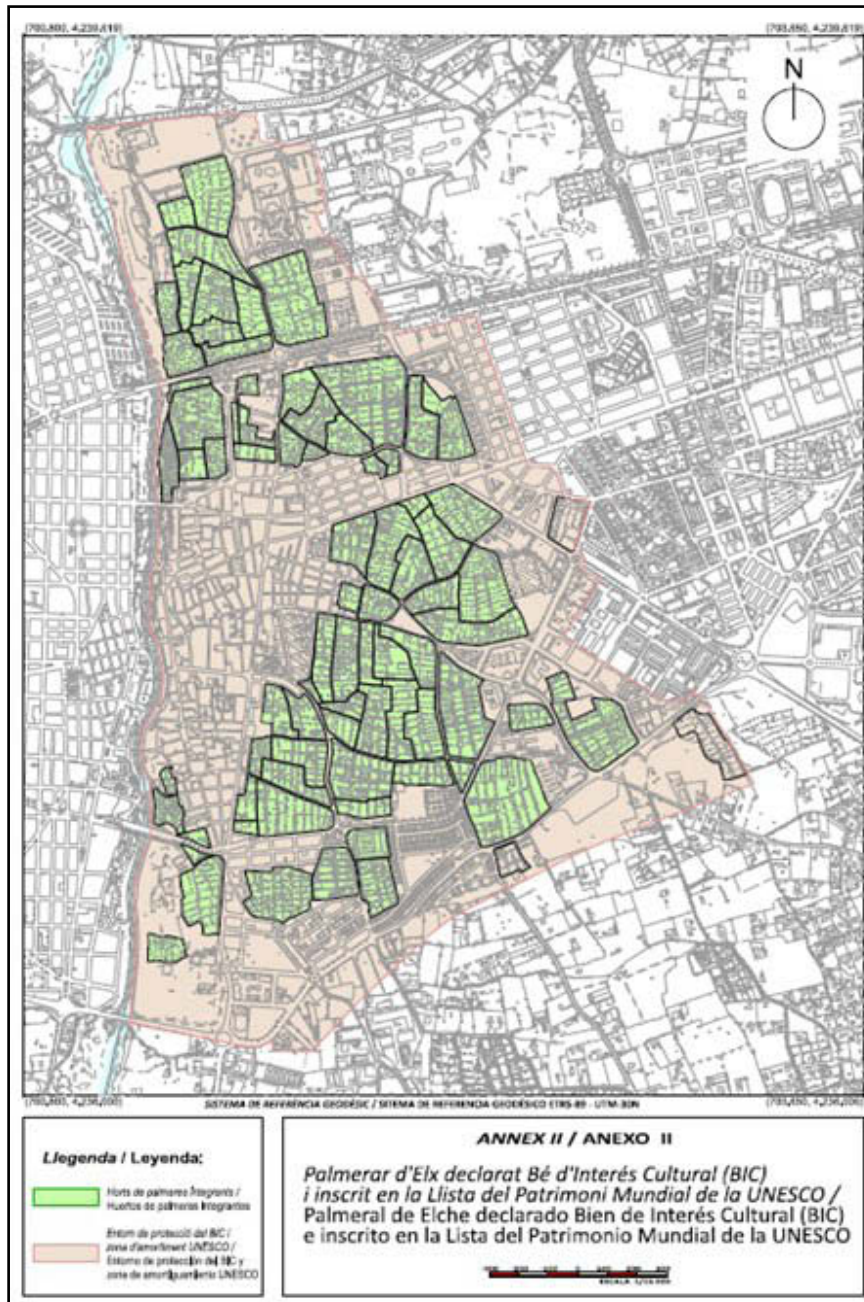 N
SISTEMA DE REFERÈNCIA GEODÈSIC / SITEMA DE REFERENCIA GEODÉSICO ETRS-89 - UTM-30N
Llegenda / Leyenda:
Horts de palmeres Integrants /
Huertos de palmeras Integrantes
Entorn de protecció del BIC /
zona d'amortiment UNESCO /
Entorno de protección del BIC y
zona de amortiguamiento UNESCO
ANNEX II / ANEXO II
Palmerar d'Elx declarat Bé d'Interés Cultural (BIC)
i inscrit en la Llista del Patrimoni Mundial de la UNESCO /
Palmeral de Elche declarado Bien de Interés Cultural (BIC)
e inscrito en la Lista del Patrimonio Mundial de la UNESCO
ESCALA